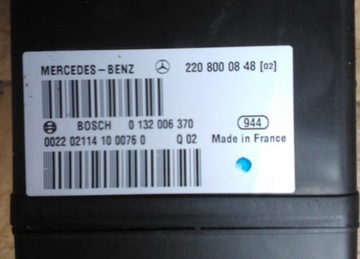 MERCEDES-BENZ 220 800 08 48 [02]
BOSCH 0 132 006 370 944
0022 02114 10 0076 0 Q 02 Made in France